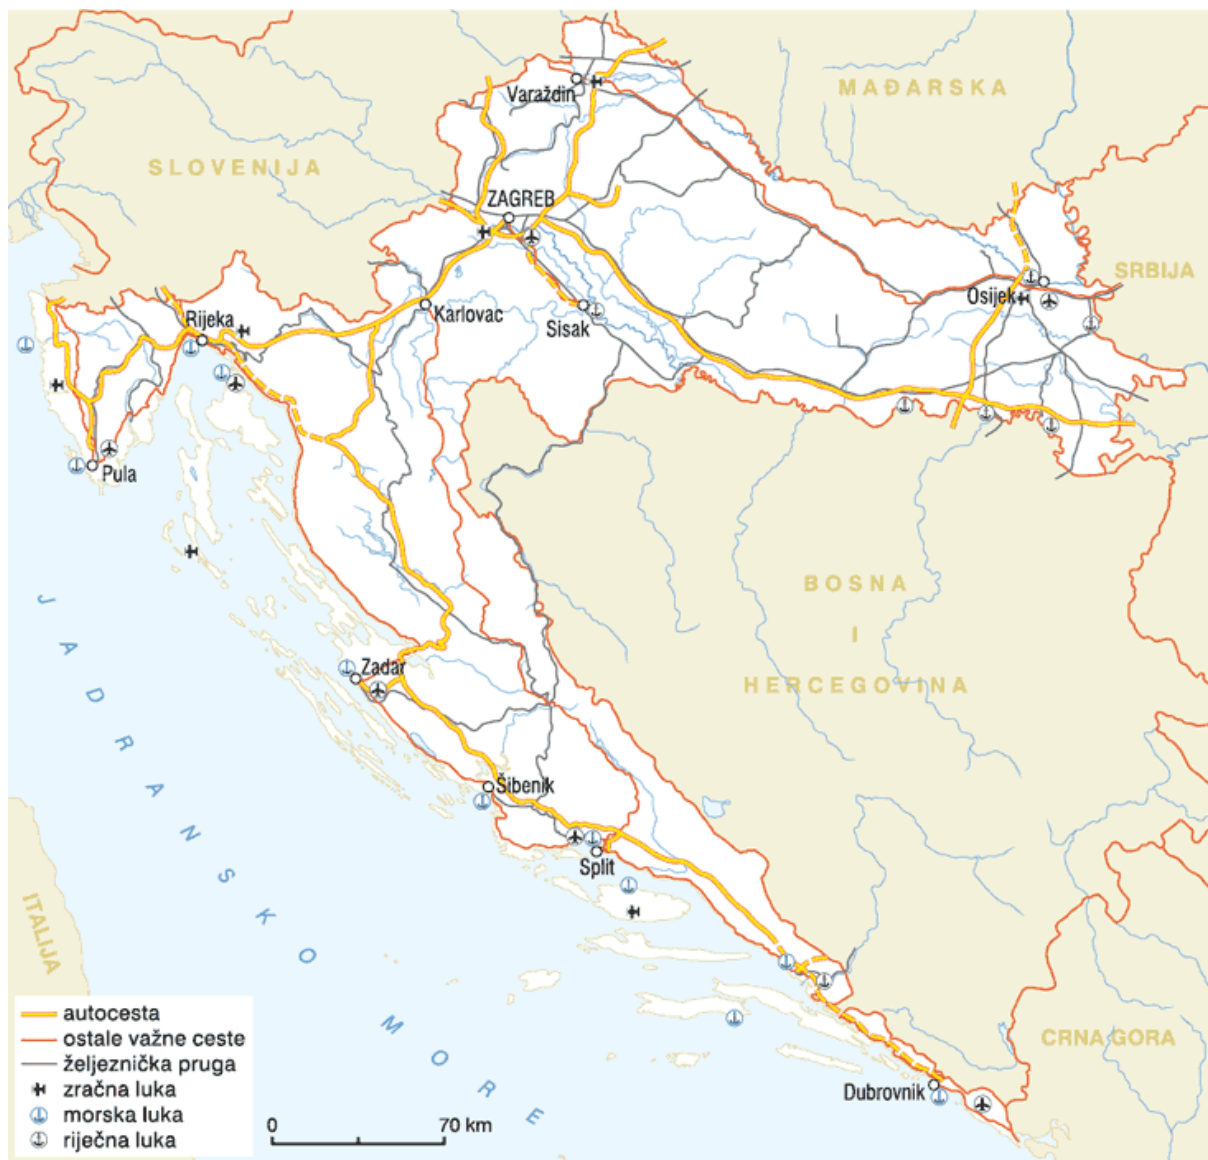 MAĐARSKA
Varaždin
SLOVENIJA
ZAGREB
SRBIJA
Osijek
Rijeka
Karlovac
Sisak
Pula
BOSNA
I
HERCEGOVINA
JADRANSKO MORE
Zadar
Šibenik
Split
ITALIJA
CRNA GORA
Dubrovnik
autocesta
ostale važne ceste
željeznička pruga
zračna luka
morska luka
riječna luka
0 70 km